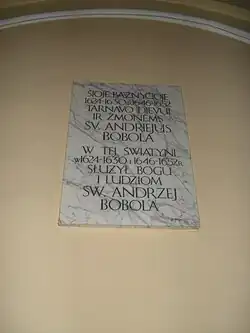 ŠIOJE BAŽNYČIOJE
1624-1630 ir 1646-1652
TARNAVO DIEVUI
IR ŽMONĖMS
ŠV. ANDRIEJUS
BOBOLA
W TEJ ŚWIĄTYNI
w 1624-1630 i 1646-1652 R.
SŁUŻYŁ BOGU
I LUDZIOM
ŚW. ANDRZEJ
BOBOLA